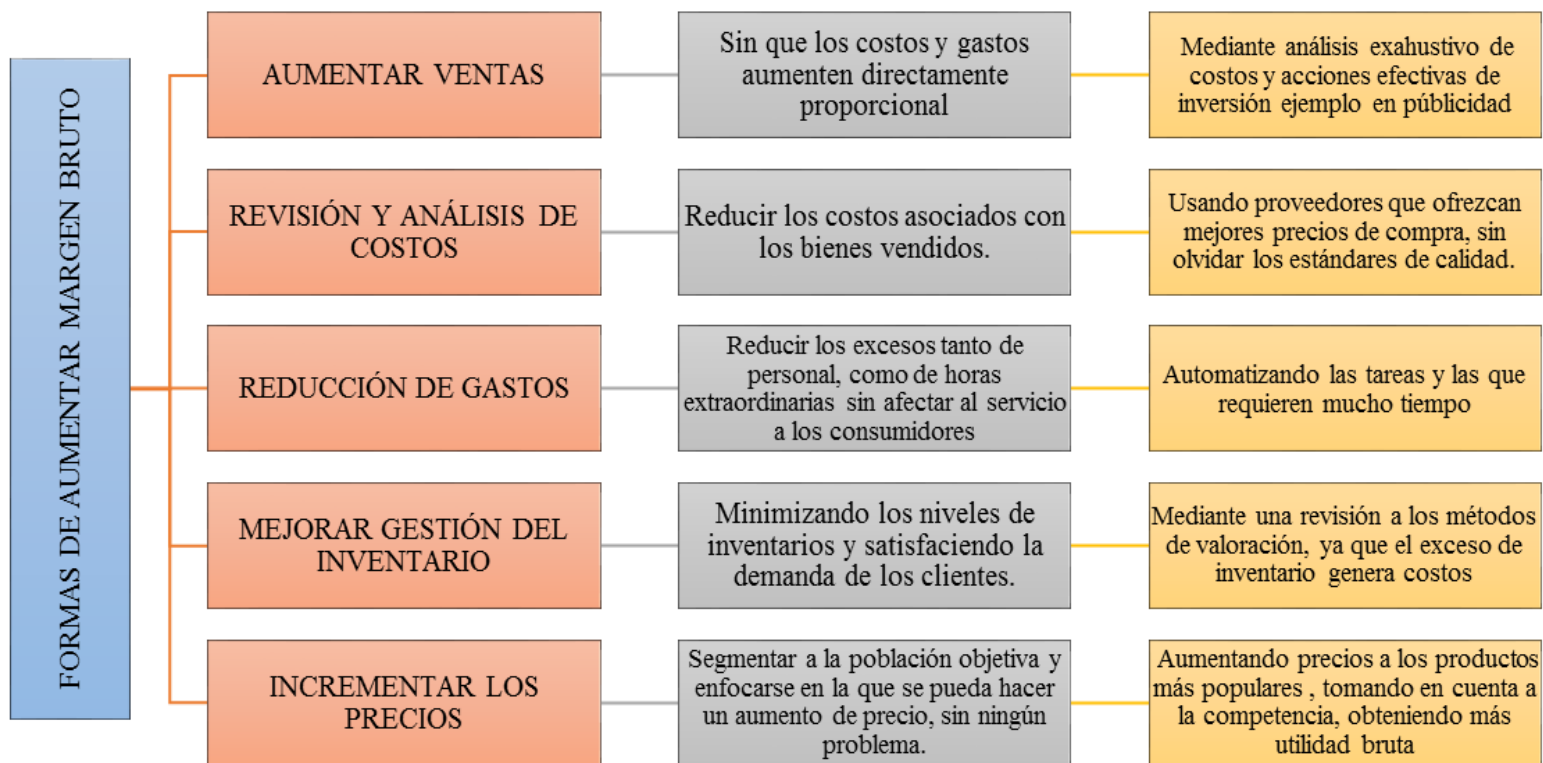 FORMAS DE AUMENTAR MARGEN BRUTO
AUMENTAR VENTAS
Sin que los costos y gastos
aumenten directamente
proporcional
Mediante análisis exahustivo de
costos y acciones efectivas de
inversión ejemplo en públicidad
REVISIÓN Y ANÁLISIS DE
COSTOS
Reducir los costos asociados con
los bienes vendidos.
Usando proveedores que ofrezcan
mejores precios de compra, sin
olvidar los estándares de calidad.
REDUCCIÓN DE GASTOS
Reducir los excesos tanto de
personal, como de horas
extraordinarias sin afectar al servicio
a los consumidores
Automatizando las tareas y las que
requieren mucho tiempo
MEJORAR GESTIÓN DEL
INVENTARIO
Minimizando los niveles de
inventarios y satisfaciendo la
demanda de los clientes.
Mediante una revisión a los métodos
de valoración, ya que el exceso de
inventario genera costos
INCREMENTAR LOS
PRECIOS
Segmentar a la población objetiva y
enfocarse en la que se pueda hacer
un aumento de precio, sin ningún
problema.
Aumentando precios a los productos
más populares , tomando en cuenta a
la competencia, obteniendo más
utilidad bruta